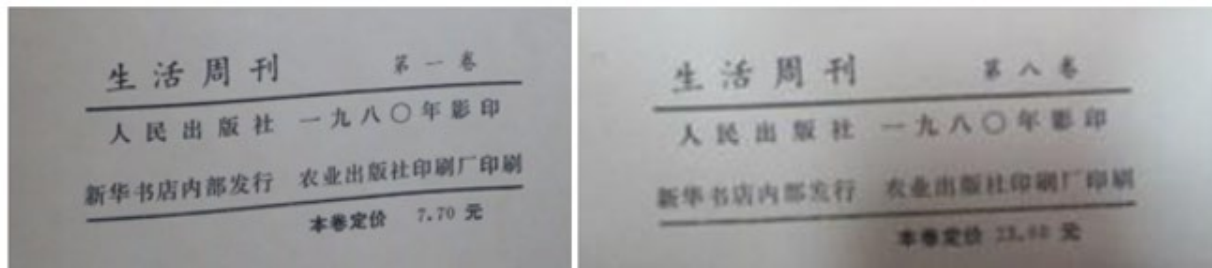 生活周刊 第一卷
人民出版社 一九八〇年影印
新华书店内部发行 农业出版社印刷厂印刷
本卷定价 7.70 元
生活周刊 第八卷
人民出版社 一九八〇年影印
新华书店内部发行 农业出版社印刷厂印刷
本卷定价 元